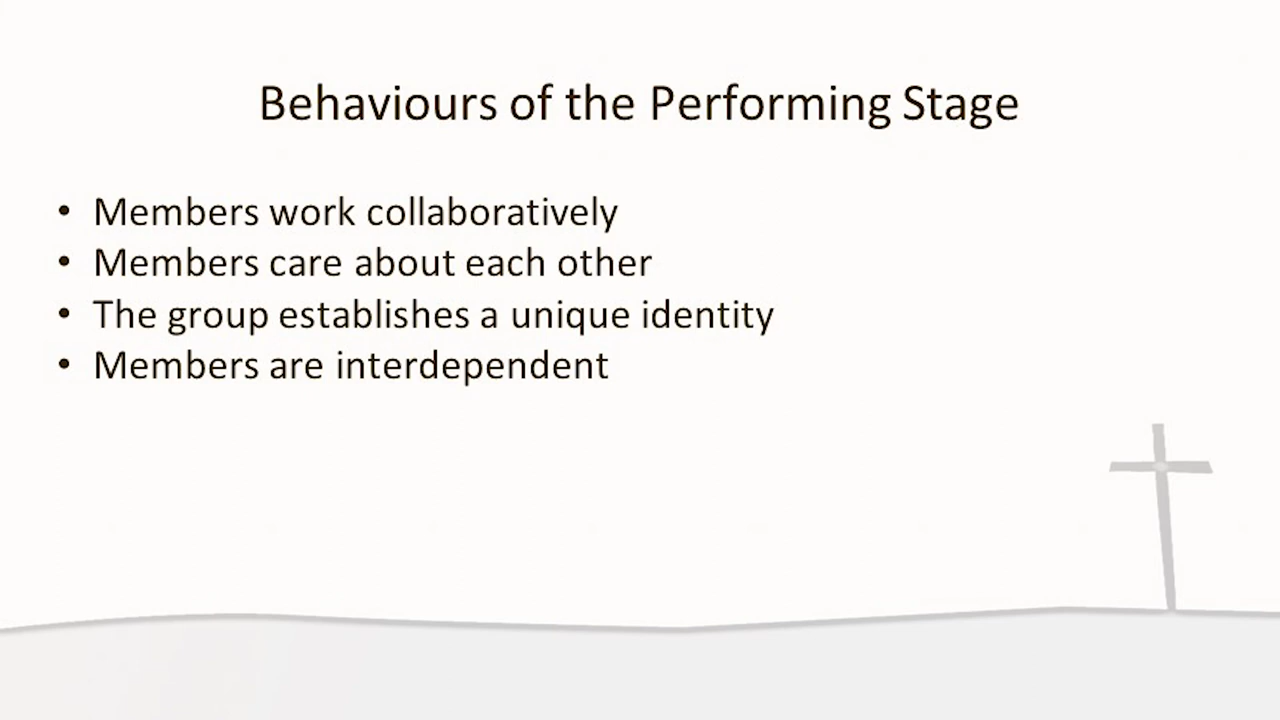 Behaviours of the Performing Stage
• Members work collaboratively
• Members care about each other
• The group establishes a unique identity
• Members are interdependent